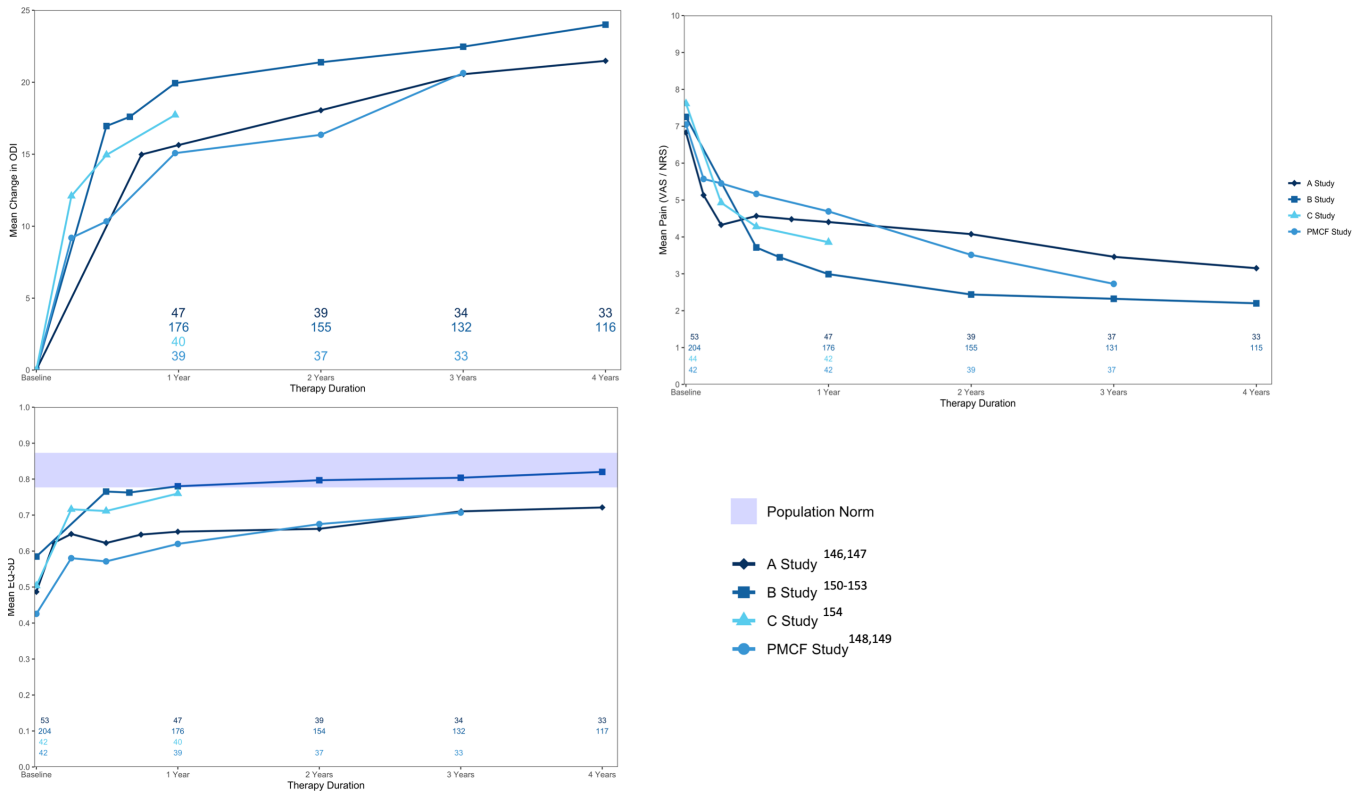 25
20
15
10
5
0
Mean Change in ODI
47 39 34 33
176 155 132 116
40
39 37 33
Baseline 1 Year 2 Years 3 Years 4 Years
Therapy Duration
10
9
8
7
6
5
4
3
2
1
0
Mean Pain (VAS / NRS)
53 47 39 37 33
204 176 155 131 115
44 42
42 42 39 37
Baseline 1 Year 2 Years 3 Years 4 Years
Therapy Duration
A Study
B Study
C Study
PMCF Study
1.0
0.9
0.8
0.7
0.6
0.5
0.4
0.3
0.2
0.1
0.0
Mean EQ-5D
53 47 39 34 33
204 176 154 132 117
42 40
42 39 37 33
Baseline 1 Year 2 Years 3 Years 4 Years
Therapy Duration
Population Norm
A Study 146,147
B Study 150-153
C Study 154
PMCF Study 148,149